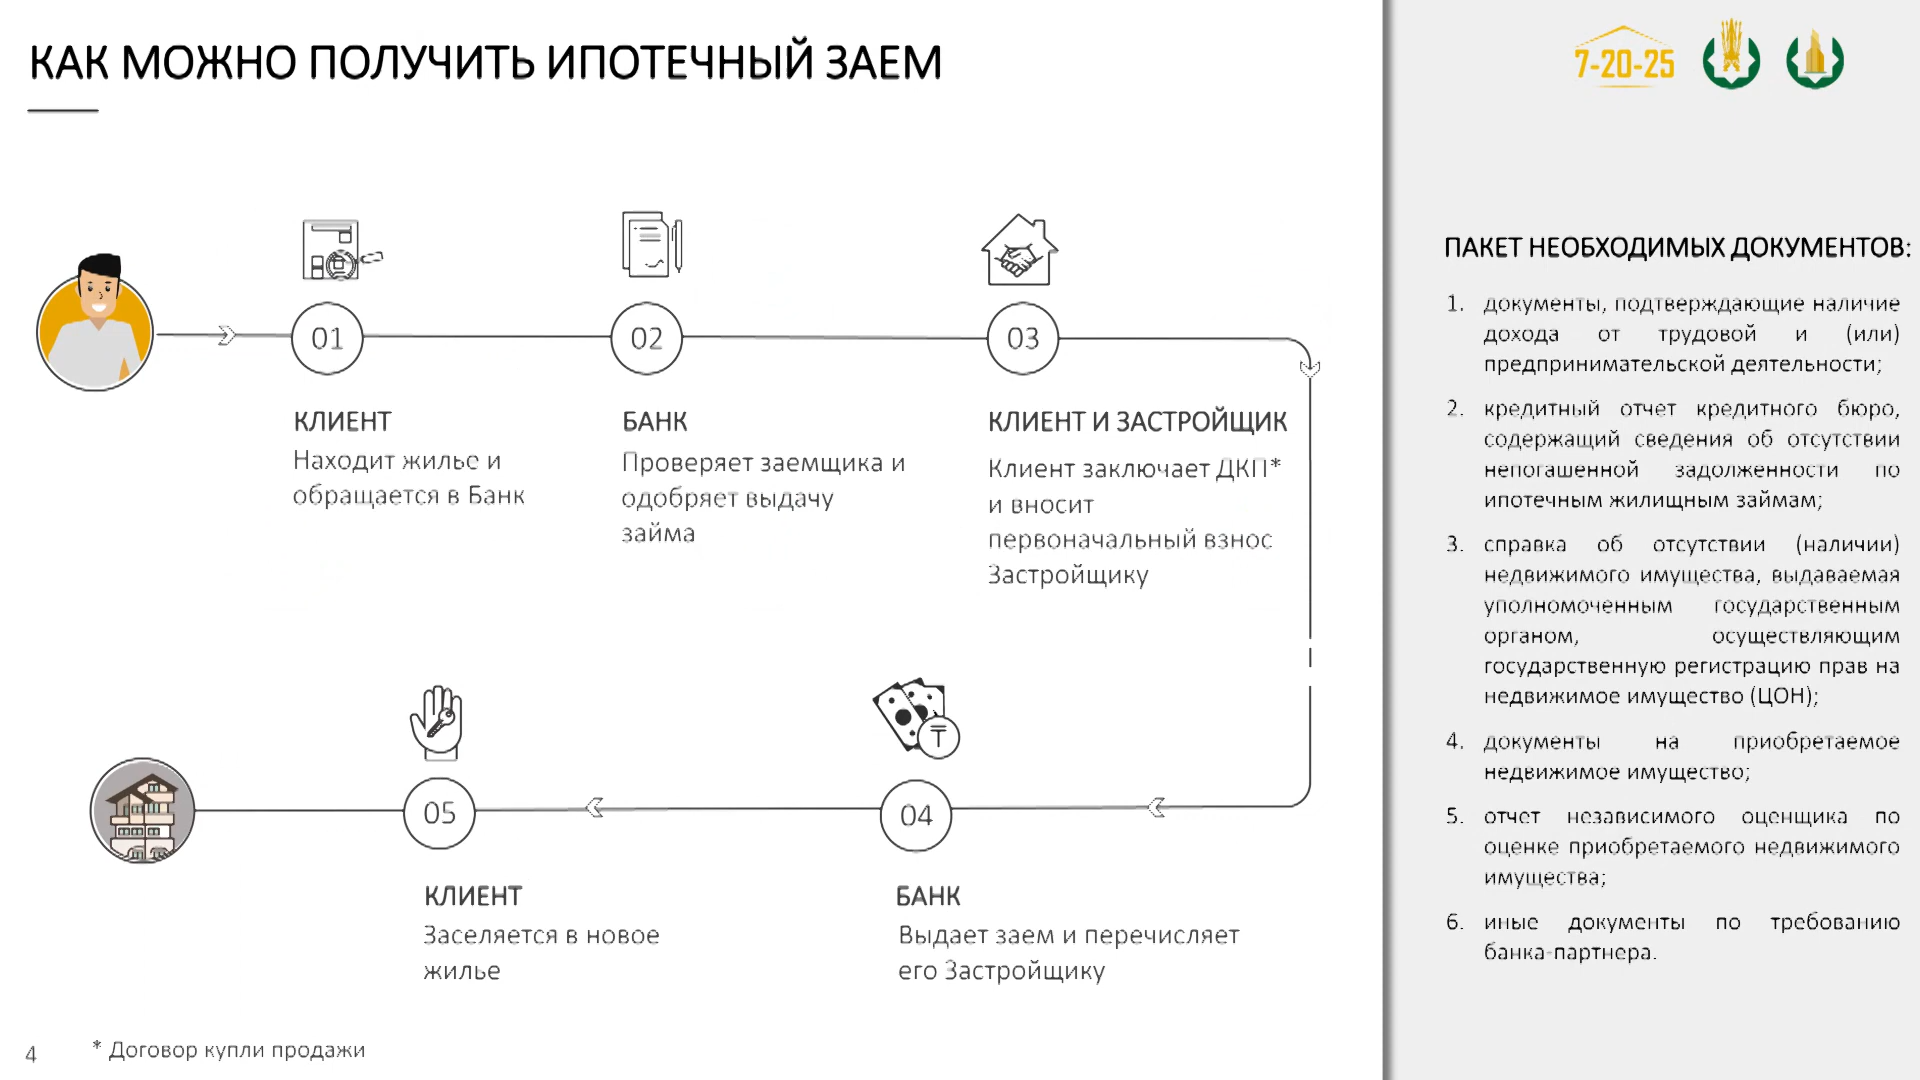 КАК МОЖНО ПОЛУЧИТЬ ИПОТЕЧНЫЙ ЗАЕМ
7-20-25
01
02
03
КЛИЕНТ
Находит жилье и
обращается в Банк
БАНК
Проверяет заемщика и
одобряет выдачу
займа
КЛИЕНТ И ЗАСТРОЙЩИК
Клиент заключает ДКП*
и вносит
первоначальный взнос
Застройщику
₸
05
04
КЛИЕНТ
Заселяется в новое
жилье
БАНК
Выдает заем и перечисляет
его Застройщику
4
* Договор купли продажи
ПАКЕТ НЕОБХОДИМЫХ ДОКУМЕНТОВ:
1. документы, подтверждающие наличие
дохода от трудовой и (или)
предпринимательской деятельности;
2. кредитный отчет кредитного бюро,
содержащий сведения об отсутствии
непогашенной задолженности по
ипотечным жилищным займам;
3. справка об отсутствии (наличии)
недвижимого имущества, выдаваемая
уполномоченным государственным
органом, осуществляющим
государственную регистрацию прав на
недвижимое имущество (ЦОН);
4. документы на приобретаемое
недвижимое имущество;
5. отчет независимого оценщика по
оценке приобретаемого недвижимого
имущества;
6. иные документы по требованию
банка-партнера.